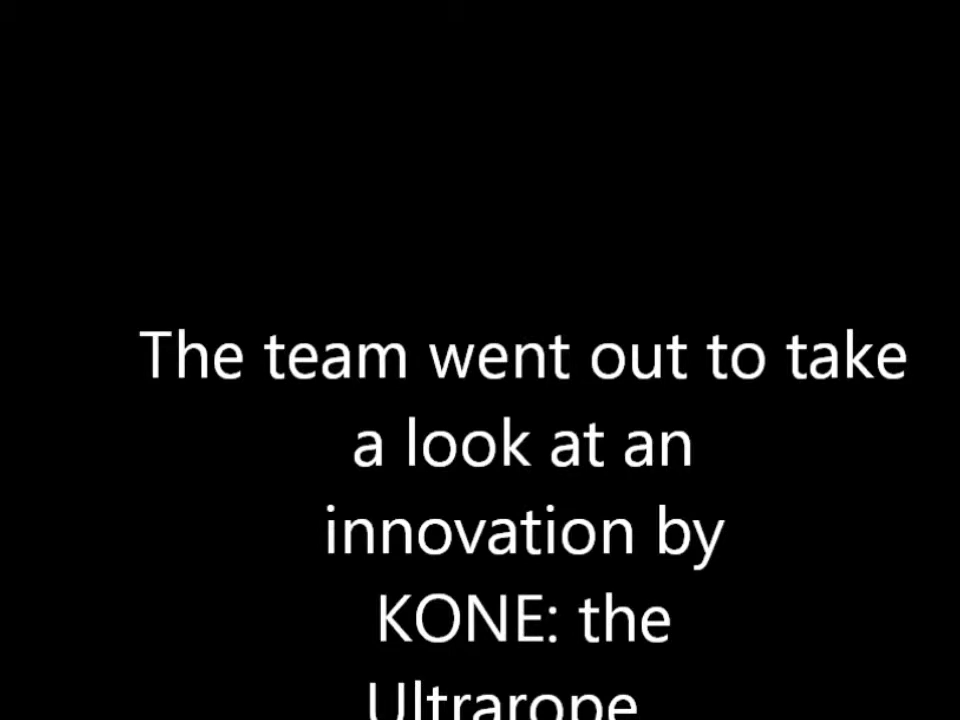 The team went out to take
a look at an
innovation by
KONE: the
Ultrarope